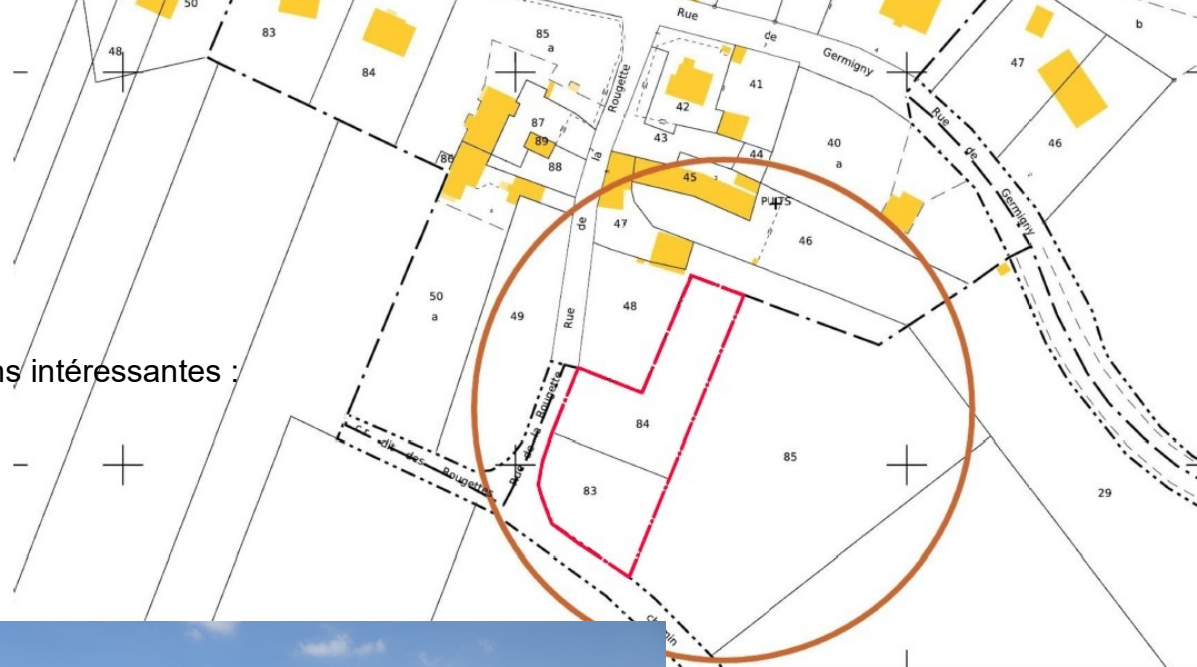 50
48
83
84
85
a
Rue
de
Germigny
47
b
46
Rue
de
Germigny
Rougette
la
de
Rue
42
41
43
44
40
a
87
89
88
86
45
PUITS
47
46
50
a
49
48
ns intéressantes :
Rue de la Rougette
c.r. dit des Rougettes
84
83
85
29
chemin